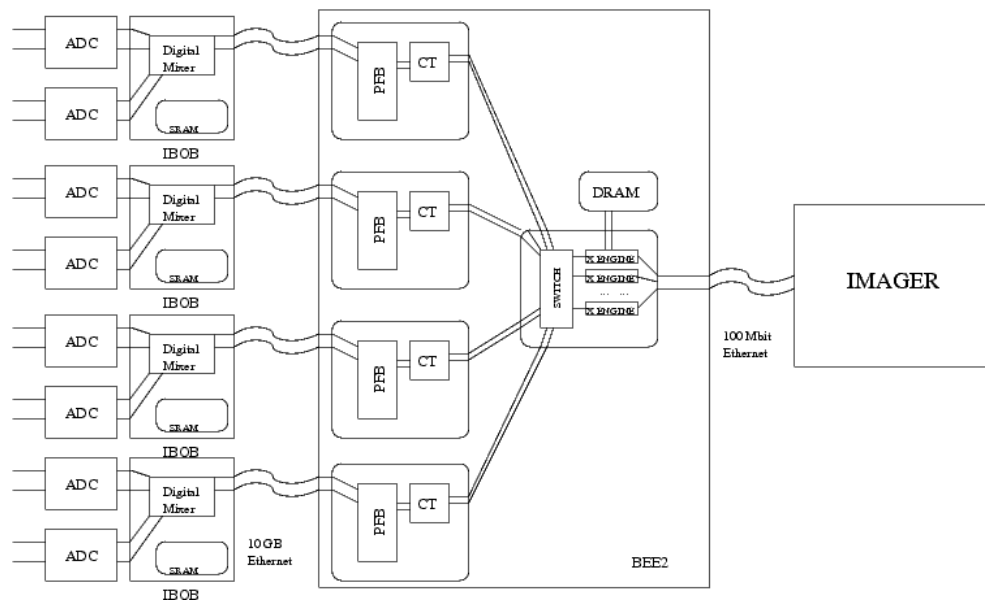 ADC
ADC
Digital
Mixer
SRAM
IBOB
PFB
CT
ADC
ADC
Digital
Mixer
SRAM
IBOB
PFB
CT
ADC
ADC
Digital
Mixer
SRAM
IBOB
PFB
CT
ADC
ADC
Digital
Mixer
SRAM
IBOB
10 GB
Ethernet
PFB
CT
DRAM
SWITCH
X ENGINE
X ENGINE
... ...
X ENGINE
BEE2
100 Mbit
Ethernet
IMAGER